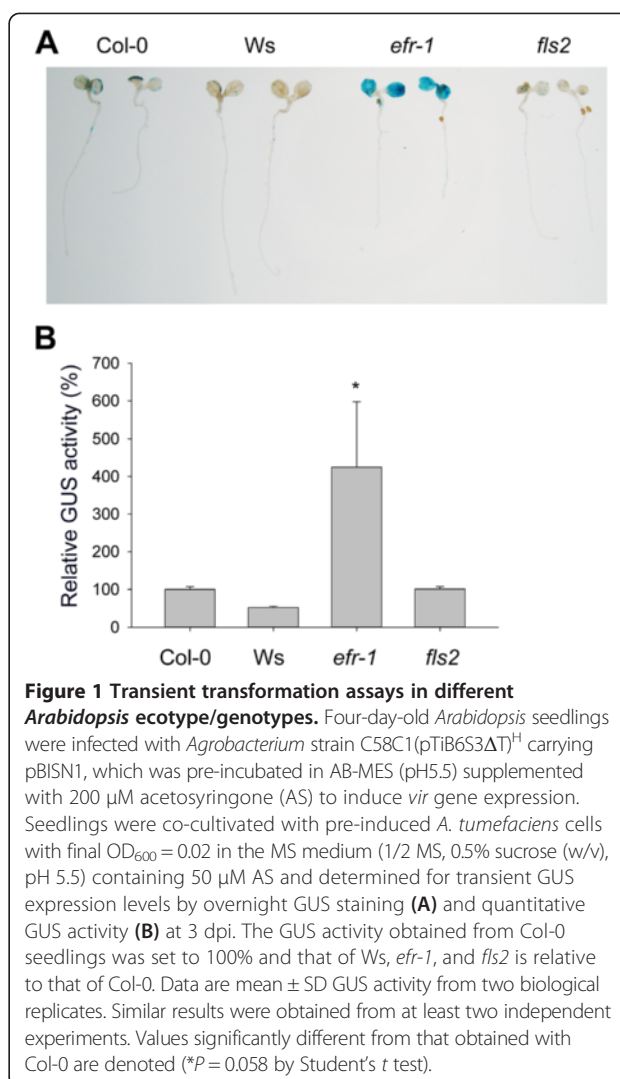 A
Col-0 Ws efr-1 fls2
B
Relative GUS activity (%)
700
600
500
400
300
200
100
0
*
Col-0 Ws efr-1 fls2
Figure 1 Transient transformation assays in different
Arabidopsis ecotype/genotypes. Four-day-old Arabidopsis seedlings
were infected with Agrobacterium strain C58C1(pTiB6S3ΔT)ᴴ carrying
pBISN1, which was pre-incubated in AB-MES (pH5.5) supplemented
with 200 μM acetosyringone (AS) to induce vir gene expression.
Seedlings were co-cultivated with pre-induced A. tumefaciens cells
with final OD₆₀₀ = 0.02 in the MS medium (1/2 MS, 0.5% sucrose (w/v),
pH 5.5) containing 50 μM AS and determined for transient GUS
expression levels by overnight GUS staining (A) and quantitative
GUS activity (B) at 3 dpi. The GUS activity obtained from Col-0
seedlings was set to 100% and that of Ws, efr-1, and fls2 is relative
to that of Col-0. Data are mean ± SD GUS activity from two biological
replicates. Similar results were obtained from at least two independent
experiments. Values significantly different from that obtained with
Col-0 are denoted (*P = 0.058 by Student's t test).